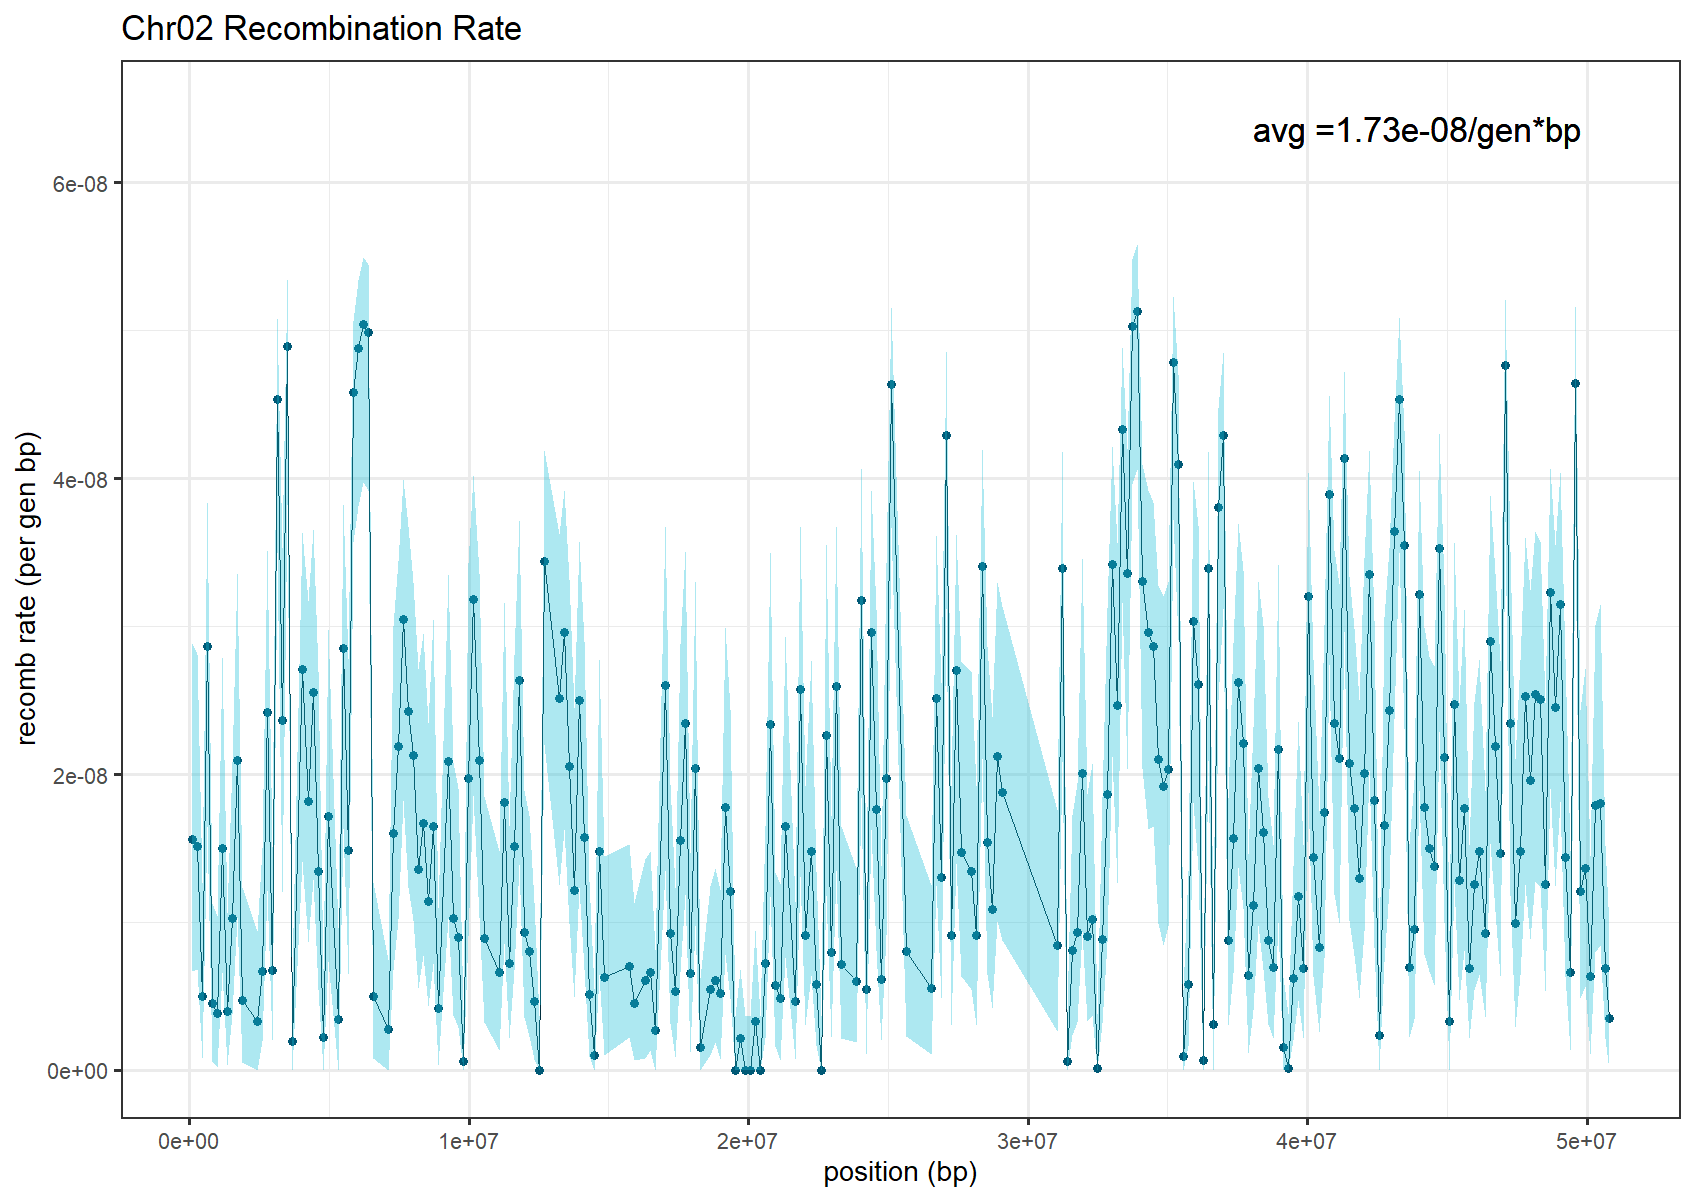 Chr02 Recombination Rate
avg =1.73e-08/gen*bp
recomb rate (per gen bp)
6e-08
4e-08
2e-08
0e+00
0e+00 1e+07 2e+07 3e+07 4e+07 5e+07
position (bp)